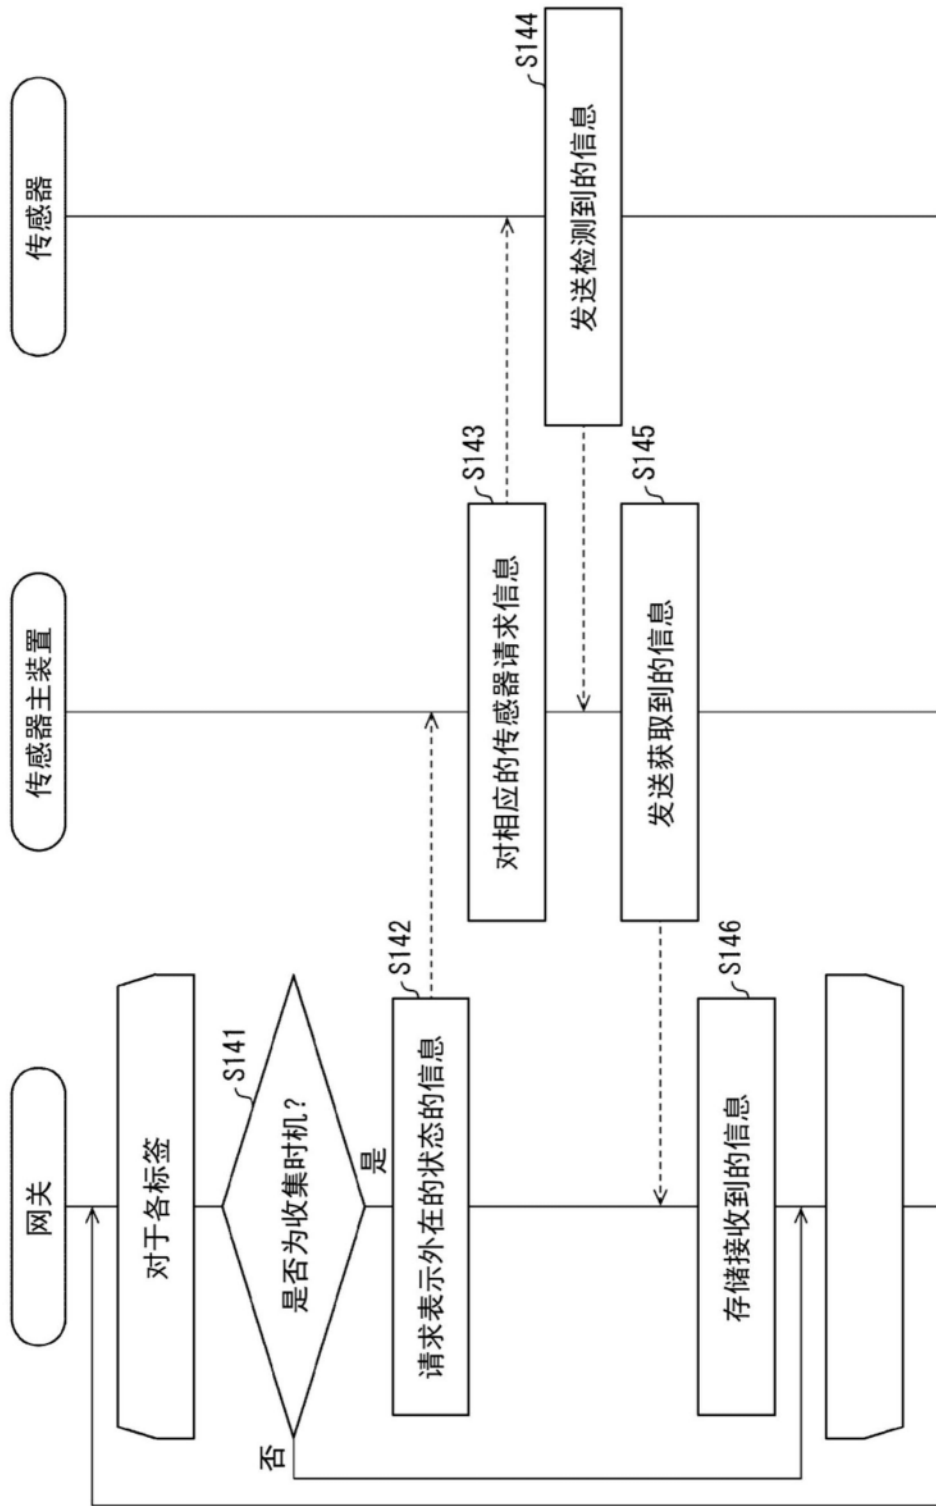 网关
传感器主装置
传感器
对于各标签
S141
是否为收集时机?
否
是
S142
请求表示外在的状态的信息
S143
对相应的传感器请求信息
S144
发送检测到的信息
S145
发送获取到的信息
S146
存储接收到的信息